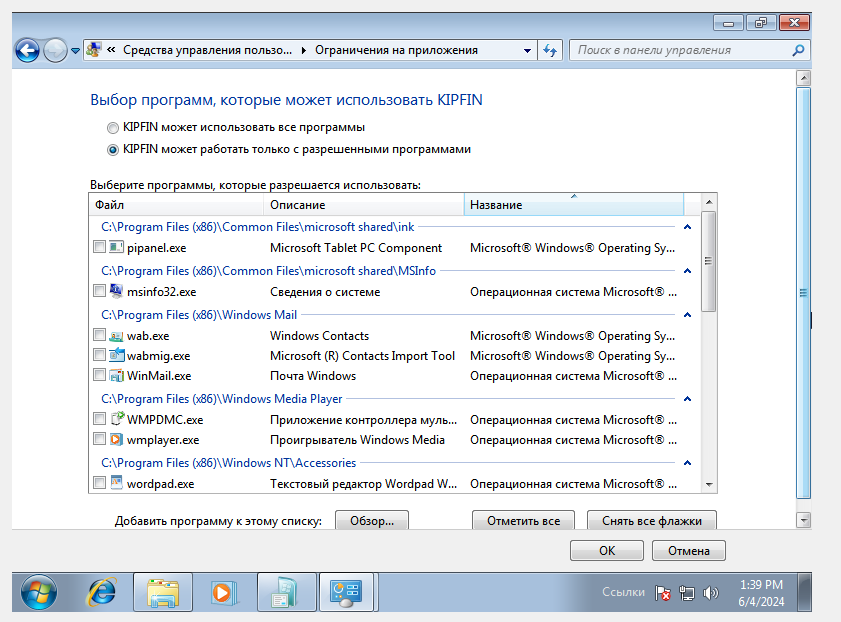 « Средства управления пользо... ▸ Ограничения на приложения
Поиск в панели управления
Выбор программ, которые может использовать KIPFIN
KIPFIN может использовать все программы
KIPFIN может работать только с разрешенными программами
Выберите программы, которые разрешается использовать:
Файл Описание Название
C:\Program Files (x86)\Common Files\microsoft shared\ink
pipanel.exe Microsoft Tablet PC Component Microsoft® Windows® Operating Sy...
C:\Program Files (x86)\Common Files\microsoft shared\MSInfo
msinfo32.exe Сведения о системе Операционная система Microsoft® ...
C:\Program Files (x86)\Windows Mail
wab.exe Windows Contacts Microsoft® Windows® Operating Sy...
wabmig.exe Microsoft (R) Contacts Import Tool Microsoft® Windows® Operating Sy...
WinMail.exe Почта Windows Операционная система Microsoft® ...
C:\Program Files (x86)\Windows Media Player
WMPDMC.exe Приложение контроллера муль... Операционная система Microsoft® ...
wmplayer.exe Проигрыватель Windows Media Операционная система Microsoft® ...
C:\Program Files (x86)\Windows NT\Accessories
wordpad.exe Текстовый редактор Wordpad W... Операционная система Microsoft® ...
Добавить программу к этому списку: Обзор... Отметить все Снять все флажки
OK Отмена
Ссылки 1:39 PM
6/4/2024